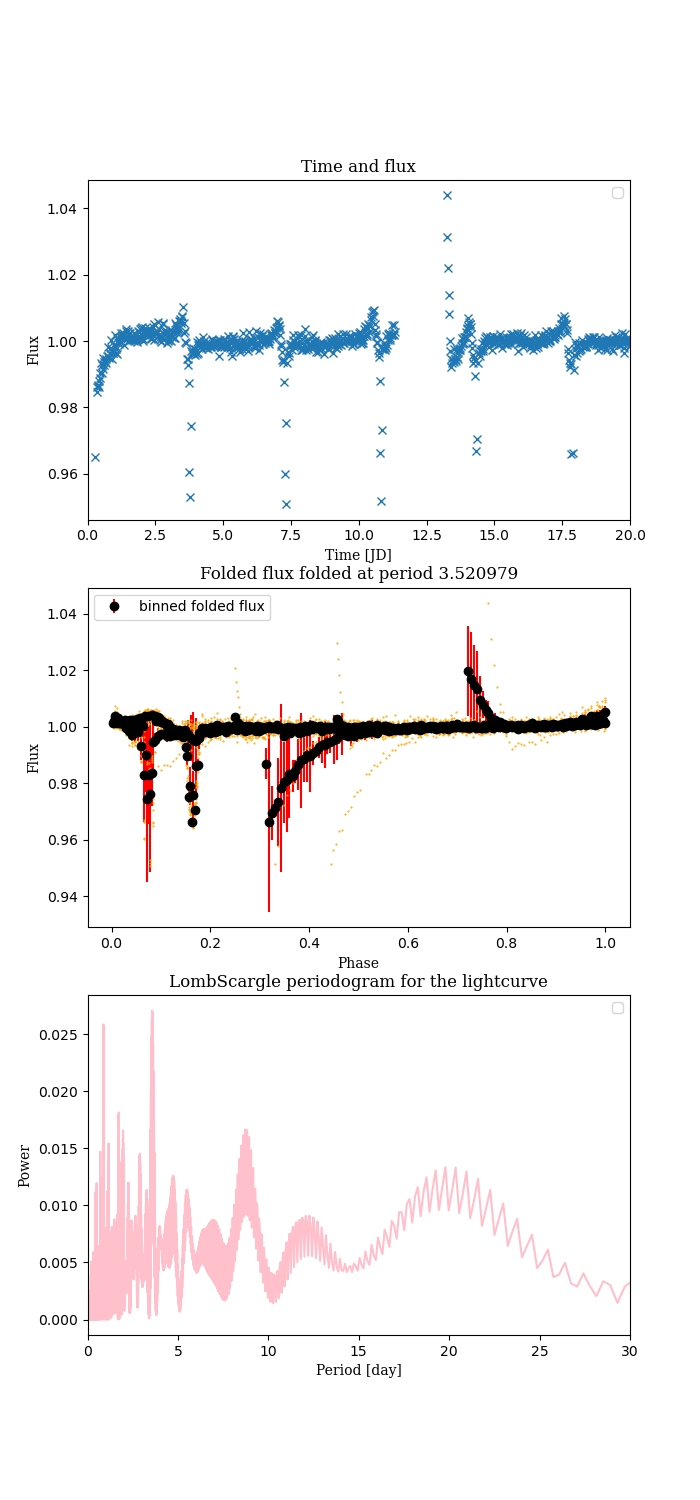 Time and flux
1.04
1.02
1.00
0.98
0.96
Flux
0.0 2.5 5.0 7.5 10.0 12.5 15.0 17.5 20.0
Time [JD]
Folded flux folded at period 3.520979
binned folded flux
1.04
1.02
1.00
0.98
0.96
0.94
Flux
0.0 0.2 0.4 0.6 0.8 1.0
Phase
LombScargle periodogram for the lightcurve
0.025
0.020
0.015
0.010
0.005
0.000
Power
0 5 10 15 20 25 30
Period [day]